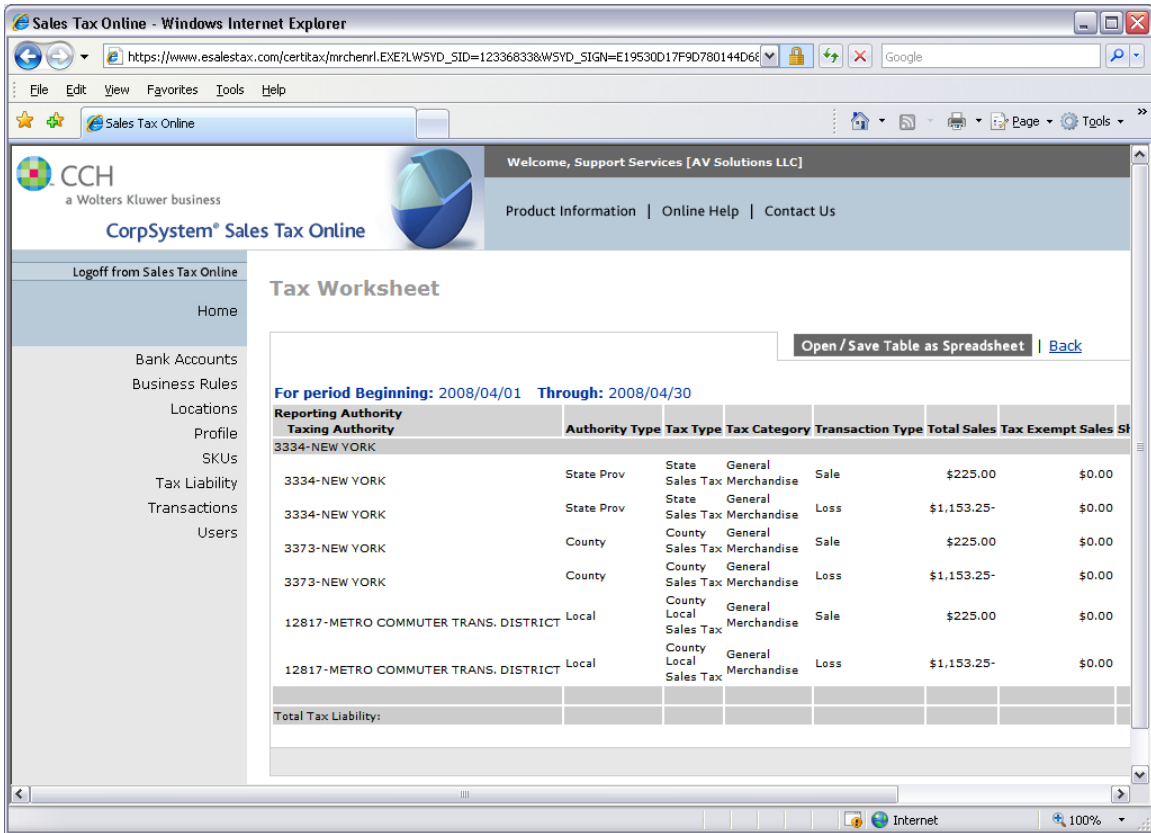 Sales Tax Online - Windows Internet Explorer
https://www.esalestax.com/certitax/mrchenrl.EXE?LWSYD_SID=12336833&WSYD_SIGN=E19530D17F9D780144D68
Google
File Edit View Favorites Tools Help
Sales Tax Online
Page Tools »
CCH
a Wolters Kluwer business
CorpSystem® Sales Tax Online
Welcome, Support Services [AV Solutions LLC]
Product Information | Online Help | Contact Us
Logoff from Sales Tax Online
Home
Bank Accounts
Business Rules
Locations
Profile
SKUs
Tax Liability
Transactions
Users
Tax Worksheet
Open / Save Table as Spreadsheet | Back
For period Beginning: 2008/04/01 Through: 2008/04/30
Reporting Authority
Taxing Authority Authority Type Tax Type Tax Category Transaction Type Total Sales Tax Exempt Sales
3334-NEW YORK
3334-NEW YORK State Prov State Sales Tax General Merchandise Sale $225.00 $0.00
3334-NEW YORK State Prov State Sales Tax General Merchandise Loss $1,153.25- $0.00
3373-NEW YORK County County Sales Tax General Merchandise Sale $225.00 $0.00
3373-NEW YORK County County Sales Tax General Merchandise Loss $1,153.25- $0.00
12817-METRO COMMUTER TRANS. DISTRICT Local County Local Sales Tax General Merchandise Sale $225.00 $0.00
12817-METRO COMMUTER TRANS. DISTRICT Local County Local Sales Tax General Merchandise Loss $1,153.25- $0.00
Total Tax Liability:
Internet 100%